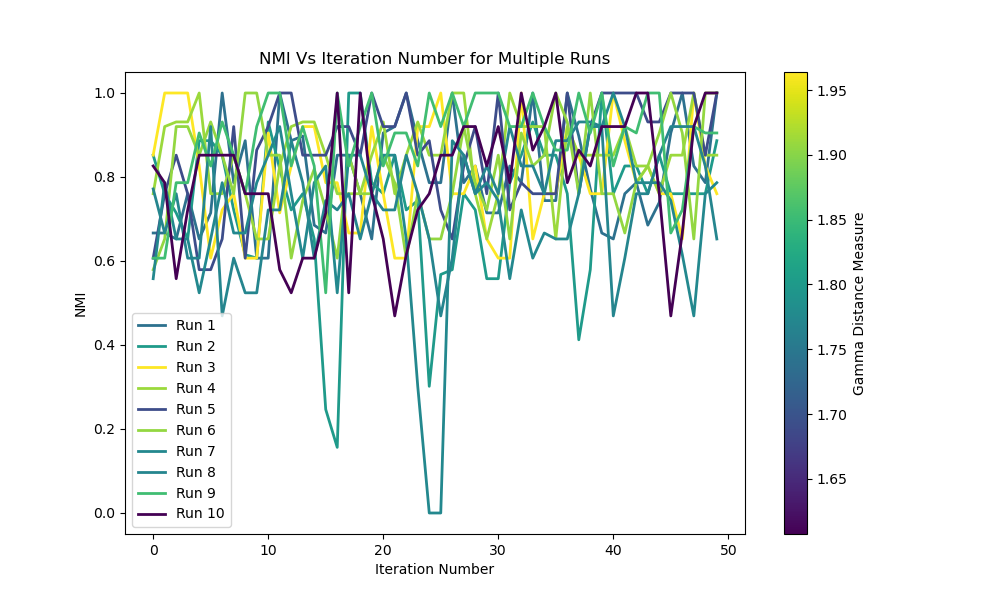 NMI Vs Iteration Number for Multiple Runs
NMI
1.0
0.8
0.6
0.4
0.2
0.0
Run 1
Run 2
Run 3
Run 4
Run 5
Run 6
Run 7
Run 8
Run 9
Run 10
0 10 20 30 40 50
Iteration Number
1.95
1.90
1.85
1.80
1.75
1.70
1.65
Gamma Distance Measure